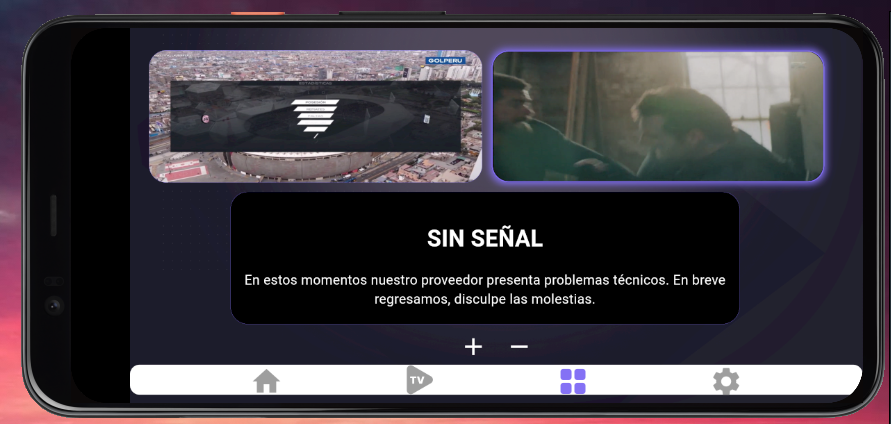 GOLPERU
SIN SEÑAL
En estos momentos nuestro proveedor presenta problemas técnicos. En breve
regresamos, disculpe las molestias.
TV